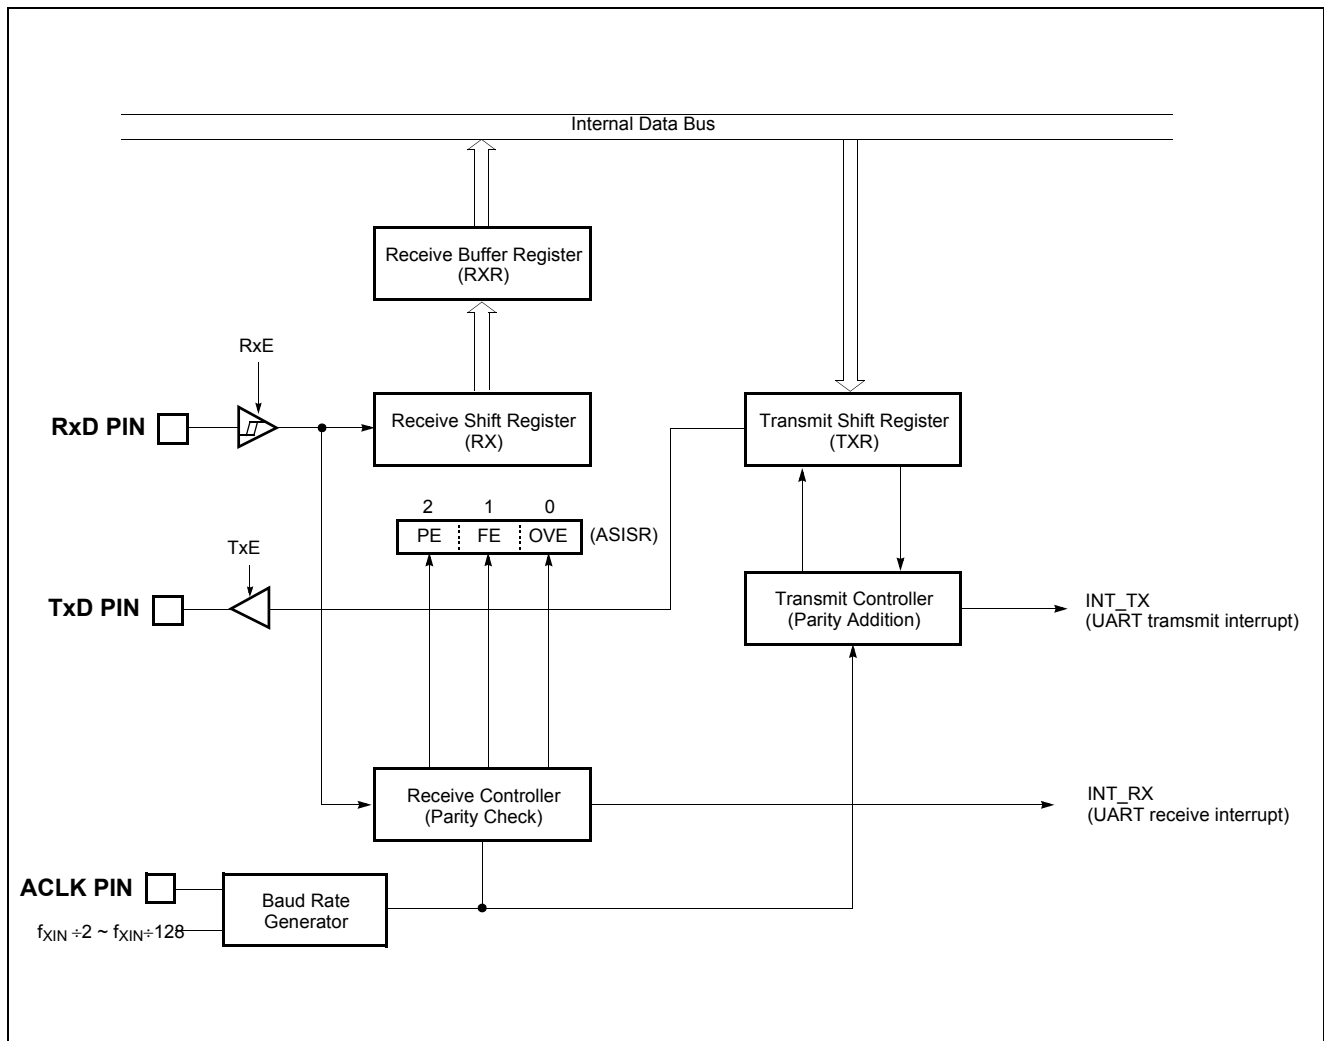 Internal Data Bus
Receive Buffer Register
(RXR)
RxE
RxD PIN
Receive Shift Register
(RX)
Transmit Shift Register
(TXR)
2 1 0
PE FE OVE (ASISR)
TxE
TxD PIN
Transmit Controller
(Parity Addition)
INT_TX
(UART tramsmit interrupt)
Receive Controller
(Parity Check)
INT_RX
(UART receive interrupt)
ACLK PIN
Baud Rate
Generator
fXIN ÷2 ~ fXIN÷128